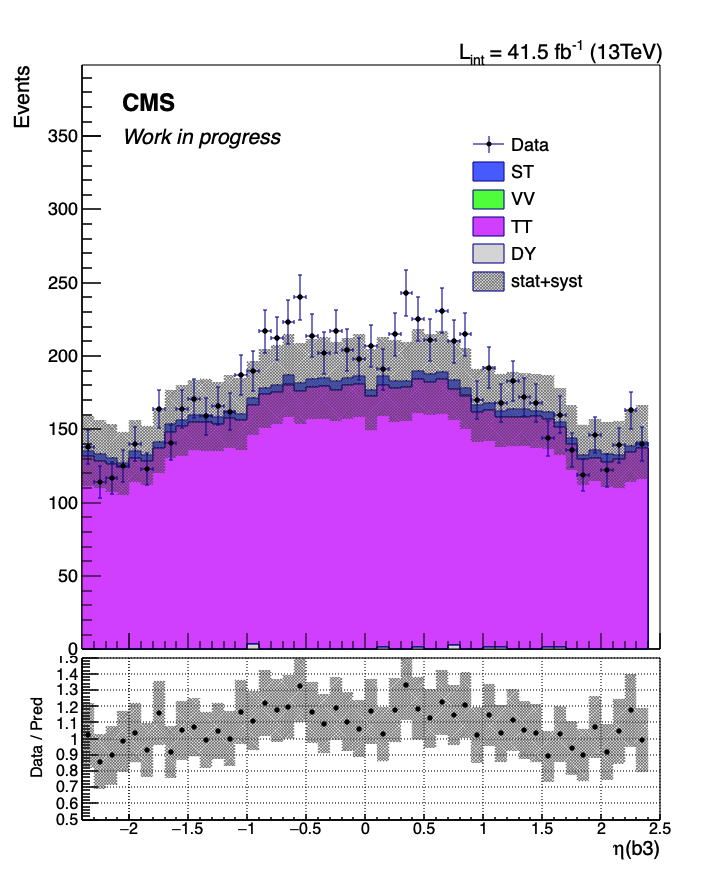 L_int = 41.5 fb⁻¹ (13TeV)
Events
CMS
Work in progress
Data
ST
VV
TT
DY
stat+syst
350
300
250
200
150
100
50
0
Data / Pred
1.5
1.4
1.3
1.2
1.1
1
0.9
0.8
0.7
0.6
0.5
−2 −1.5 −1 −0.5 0 0.5 1 1.5 2 2.5
η(b3)